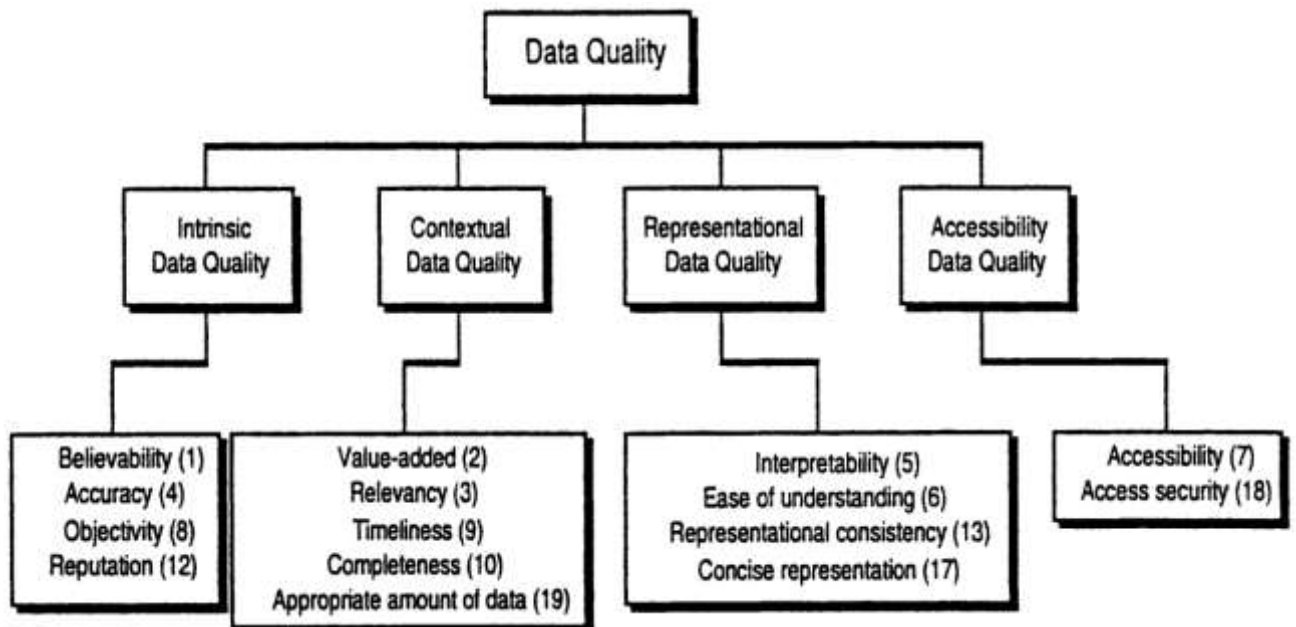 Data Quality
Intrinsic
Data Quality
Contextual
Data Quality
Representational
Data Quality
Accessibility
Data Quality
Believability (1)
Accuracy (4)
Objectivity (8)
Reputation (12)
Value-added (2)
Relevancy (3)
Timeliness (9)
Completeness (10)
Appropriate amount of data (19)
Interpretability (5)
Ease of understanding (6)
Representational consistency (13)
Concise representation (17)
Accessibility (7)
Access security (18)